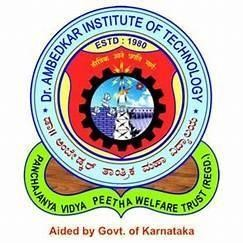 Dr. AMBEDKAR INSTITUTE OF TECHNOLOGY
ESTD : 1980
ಡಾ॥ ಅಂಬೇಡ್ಕರ್ ತಾಂತ್ರಿಕ ಮಹಾ ವಿದ್ಯಾಲಯ
PANCHAJANYA VIDYA PEETHA WELFARE TRUST (REGD.)
Aided by Govt. of Karnataka